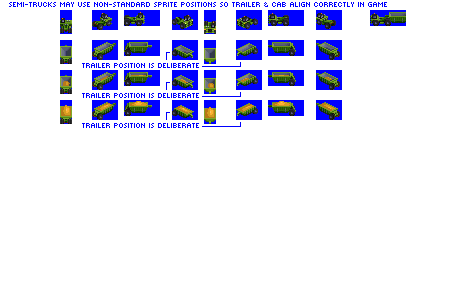 SEMI-TRUCKS MAY USE NON-STANDARD SPRITE POSITIONS SO TRAILER & CAB ALIGN CORRECTLY IN GAME
TRAILER POSITION IS DELIBERATE
TRAILER POSITION IS DELIBERATE
TRAILER POSITION IS DELIBERATE